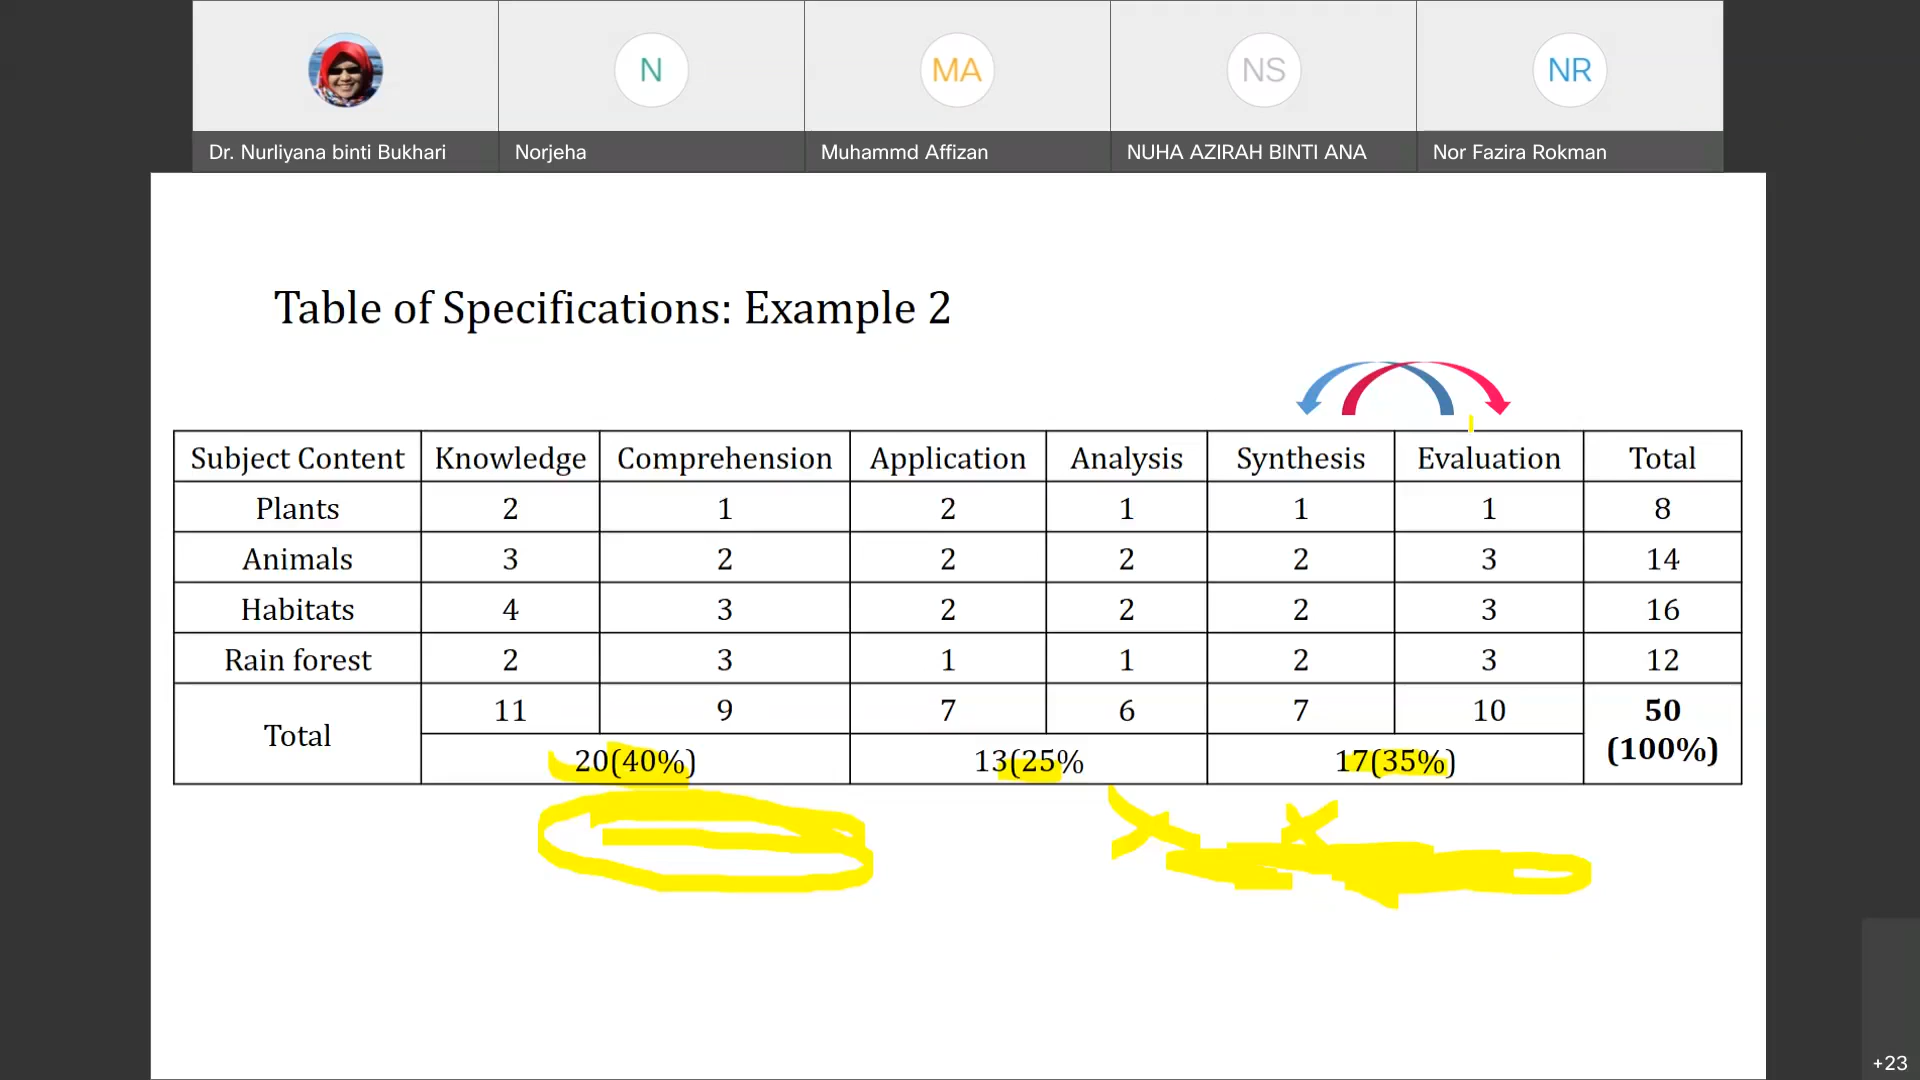 N
MA
NS
NR
Dr. Nurliyana binti Bukhari
Norjeha
Muhammd Affizan
NUHA AZIRAH BINTI ANA
Nor Fazira Rokman
Table of Specifications: Example 2
Subject Content Knowledge Comprehension Application Analysis Synthesis Evaluation Total
Plants 2 1 2 1 1 1 8
Animals 3 2 2 2 2 3 14
Habitats 4 3 2 2 2 3 16
Rain forest 2 3 1 1 2 3 12
Total 11 9 7 6 7 10 50
(100%)
20(40%) 13(25% 17(35%)
+23